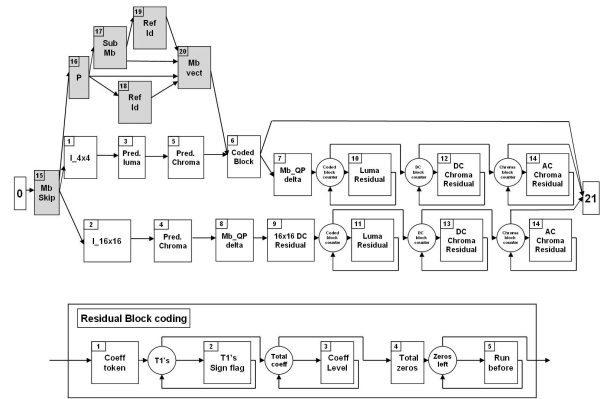 19
Ref
Id
17
Sub
Mb
20
Mb
vect
16
P
18
Ref
Id
1
I_4x4
3
Pred.
luma
5
Pred.
Chroma
6
Coded
Block
7
Mb_QP
delta
Coded
block
counter
10
Luma
Residual
DC
Block
counter
12
DC
Chroma
Residual
Chroma
block
counter
14
AC
Chroma
Residual
0
15
Mb
Skip
21
2
I_16x16
4
Pred.
Chroma
8
Mb_QP
delta
9
16x16 DC
Residual
Coded
block
counter
11
Luma
Residual
DC
Block
counter
13
DC
Chroma
Residual
Chroma
block
counter
14
AC
Chroma
Residual
Residual Block coding
1
Coeff
token
T1's
2
T1's
Sign flag
Total
coeff
3
Coeff
Level
4
Total
zeros
Zeros
left
5
Run
before